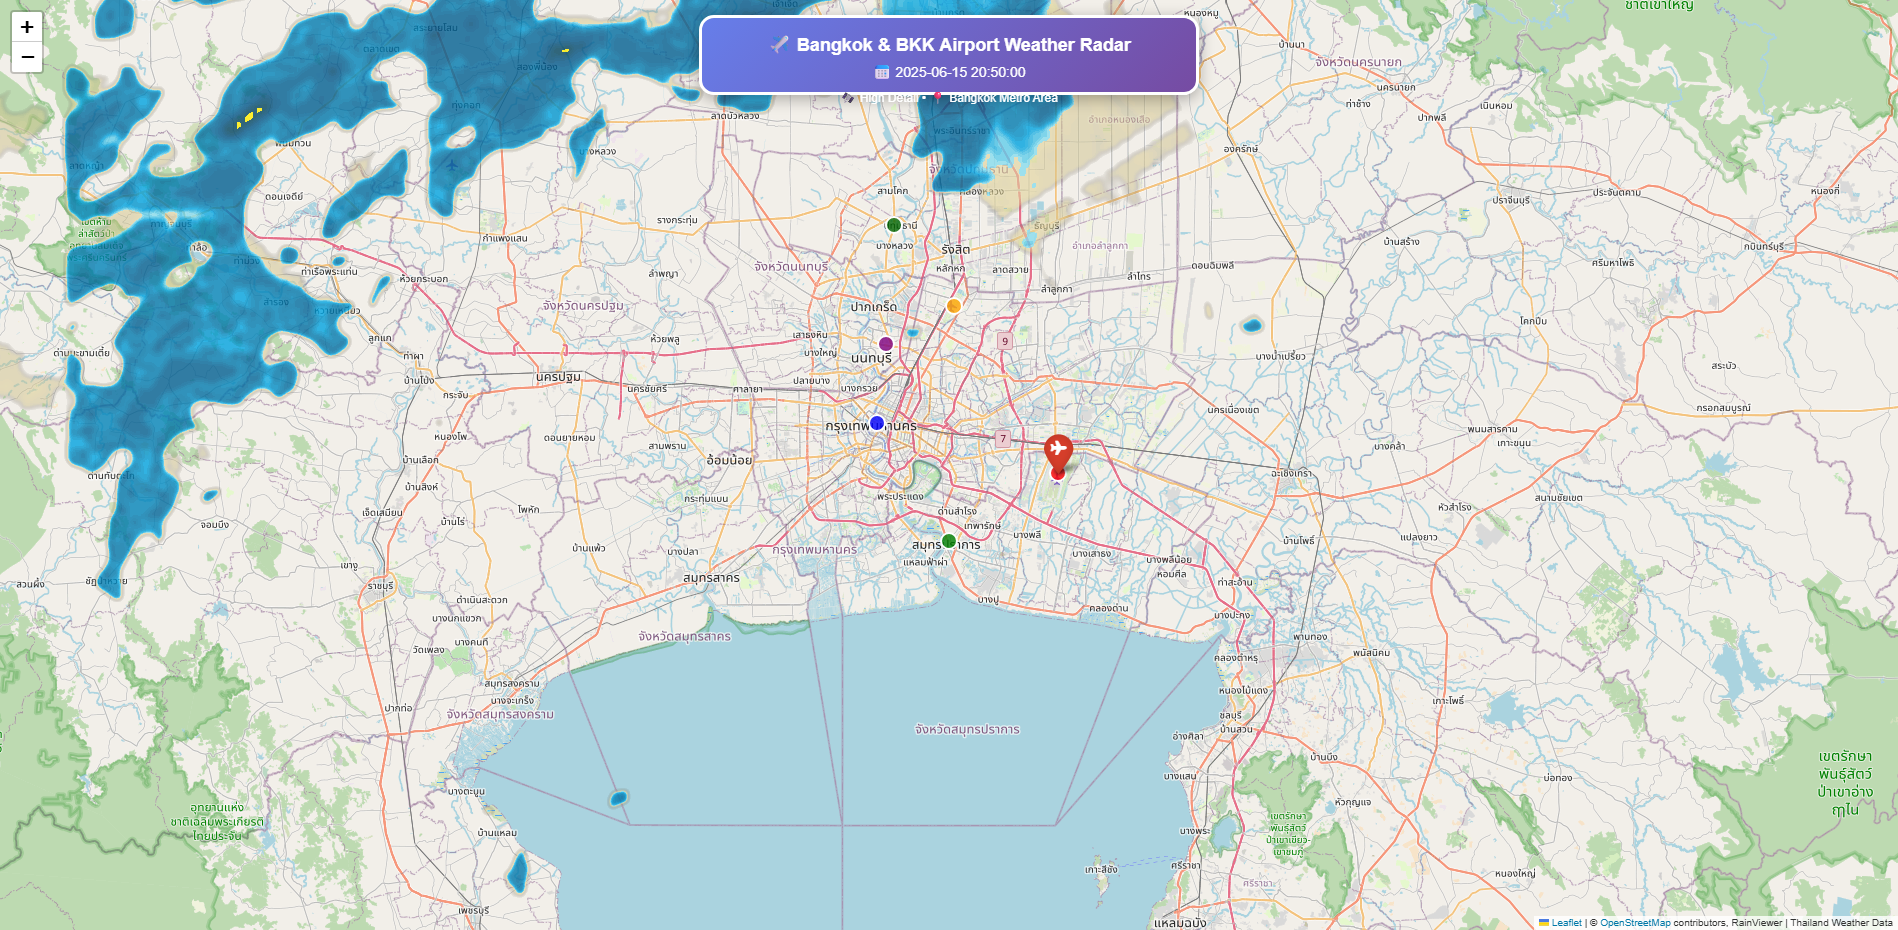 +
−
Bangkok & BKK Airport Weather Radar
2025-06-15 20:50:00
High Detail • Bangkok Metro Area
บ้านนา
จังหวัดนครนายก
นครนายก
ท่าช้าง
เนินหอม
ปากพลี
องครักษ์
ประจันตคาม
ปราจีนบุรี
หนองกี่
กบินทร์บุรี
บ้านสร้าง
ศรีมหาโพธิ
โคกปีบ
อำเภอหนองเสือ
พระอินทราชา
ลาดบัวหลวง
สามโคก
คลองหลวง
ธัญบุรี
บางหลวง
รังสิต
หลักหก
ลาดสวาย
อำเภอลำลูกกา
ลำลูกกา
ลำไทร
ดอนฉิมพลี
รางกระทุ่ม
ลำพญา
จังหวัดนนทบุรี
จังหวัดนครปฐม
กำแพงแสน
ดอนเจดีย์
สองพี่น้อง
ท่าม่วง
ท่าเรือพระแท่น
ห้วยกระบอก
ลูกแก
ท่าผา
บ้านโป่ง
กระจับ
ปากเกร็ด
เสาธงหิน
บางใหญ่
นนทบุรี
ห้วยพลู
นครปฐม
นครชัยศรี
ศาลายา
ปลายบาง
บางกรวย
9
7
บางน้ำเปรี้ยว
สระบัว
กรอกสมบูรณ์
นครเนื่องเขต
พนมสารคาม
เกาะขนุน
บางคล้า
ฉะเชิงเทรา
สนามชัยเขต
หัวสำโรง
แปลงยาว
กรุงเทพมหานคร
สามพราน
ดอนยายหอม
อ้อมน้อย
กระทุ่มแบน
หนองโพ
บ้านเลือก
บ้านสิงห์
บ้านไร่
โพหัก
เจ็ดเสมียน
จอมบึง
ด่านทับตะโก
พระประแดง
ด่านสำโรง
เทพารักษ์
บางพลี
แหลมฟ้าผ่า
กรุงเทพมหานคร
บางปลา
บ้านแพ้ว
สมุทรสาคร
บางเสาธง
บางพลีน้อย
หอมศีล
บ้านโพธิ์
ท่าสะอ้าน
บางปู
คลองด่าน
บางปะกง
พานทอง
พนัสนิคม
คลองตำหรุ
หนองไม้แดง
ชลบุรี
บ้านสวน
อ่างศิลา
บางแสน
บ้านบึง
เกาะโพธิ์
บ่อทอง
หัวกุญแจ
บางพระ
ศรีราชา
ศรีราชา
เกาะสีชัง
แหลมฉบัง
หนองใหญ่
สวนผึ้ง
เขางู
ราชบุรี
ดำเนินสะดวก
บางนกแขวก
บางคนที
วัดเพลง
ปากท่อ
สมุทรสงคราม
บางจะเกร็ง
จังหวัดสมุทรสงคราม
จังหวัดสมุทรสาคร
จังหวัดสมุทรปราการ
บางตะบูน
บ้านแหลม
เพชรบุรี
อุทยานแห่ง
ชาติเฉลิมพระเกียรติ
ไทยประจัน
เขตรักษา
พันธุ์สัตว์
ป่าเขาเขียว-
เขาชมภู่
เขตรักษา
พันธุ์สัตว์
ป่าเขาอ่าง
ฤาไน
Leaflet | © OpenStreetMap contributors, RainViewer | Thailand Weather Data